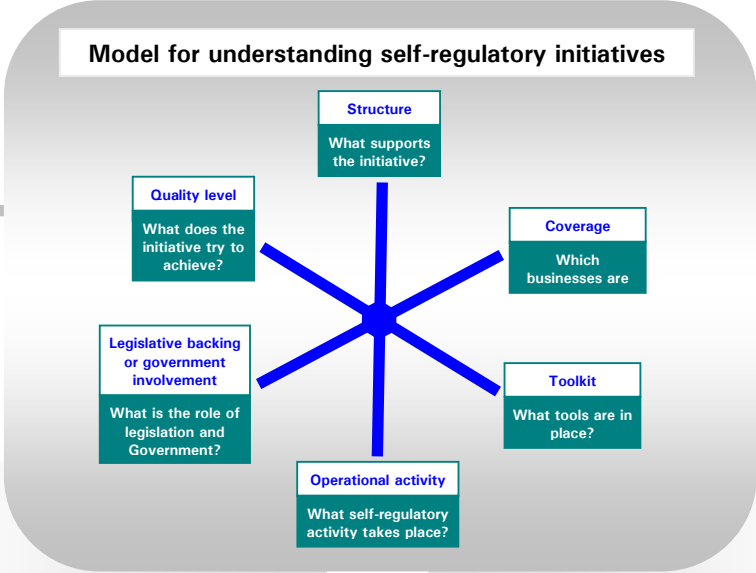 Model for understanding self-regulatory initiatives
Structure
What supports
the initiative?
Quality level
What does the
initiative try to
achieve?
Coverage
Which
businesses are
Legislative backing
or government
involvement
What is the role of
legislation and
Government?
Toolkit
What tools are in
place?
Operational activity
What self-regulatory
activity takes place?